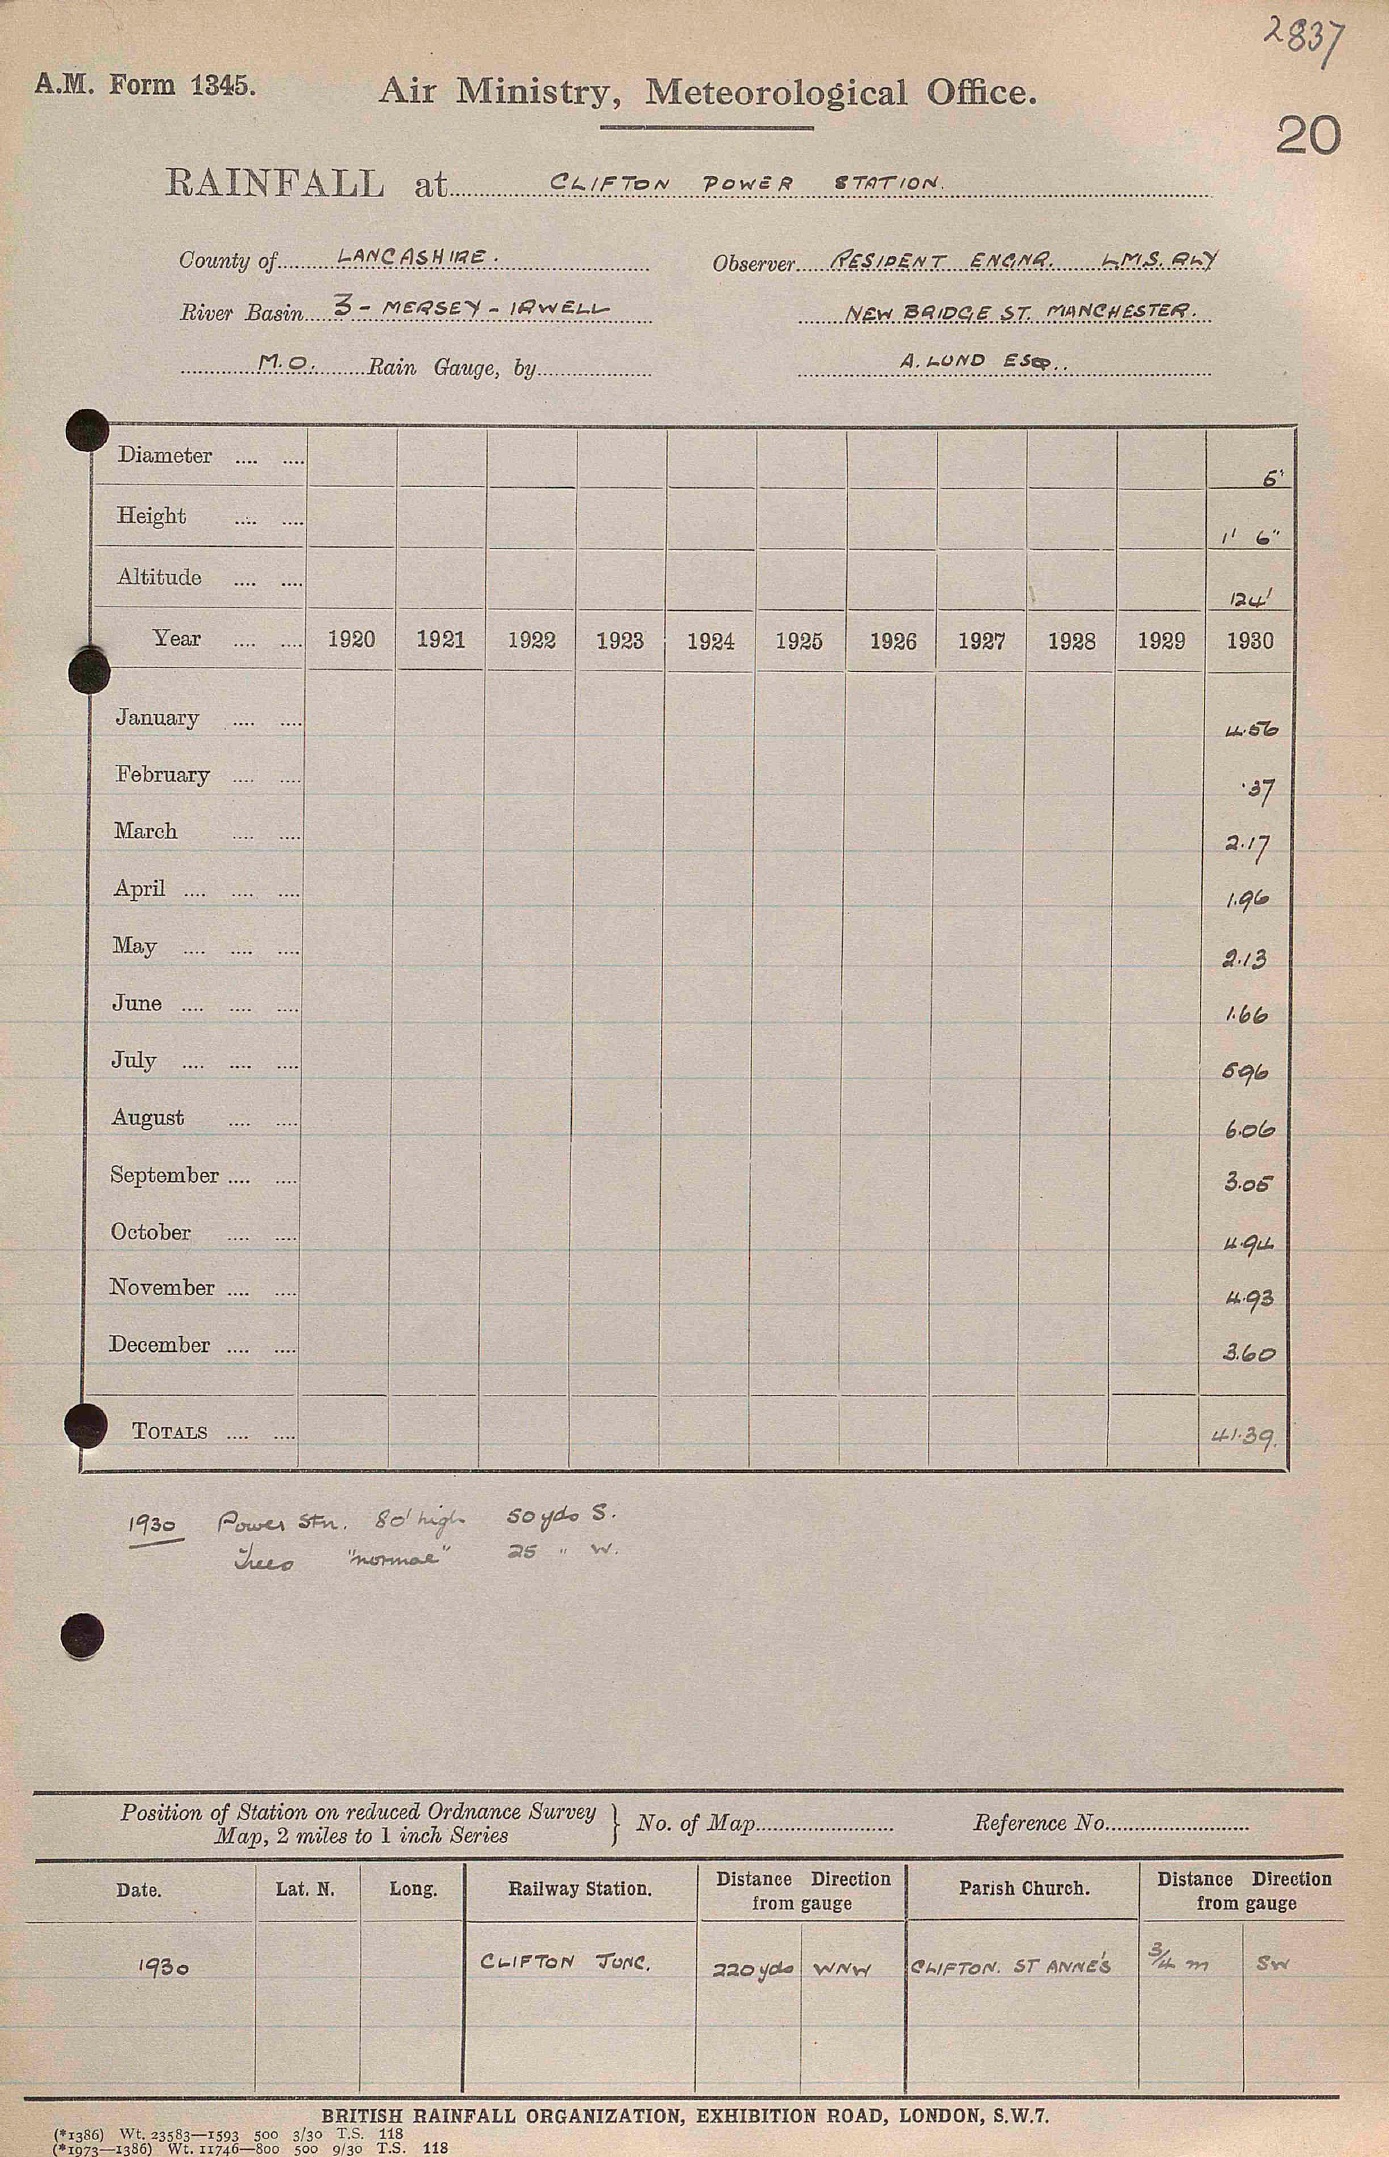 2837
A.M. Form 1345. Air Ministry, Meteorological Office.
20
RAINFALL at CLIFTON POWER STATION.
County of LANCASHIRE. Observer RESIDENT ENGNR. L.M.S. RLY
River Basin 3 - MERSEY - IRWELL NEW BRIDGE ST. MANCHESTER.
M.O. Rain Gauge, by A. LUND ESQ..
Diameter .... .... 5"
Height .... .... 1' 6"
Altitude .... .... 124'
Year .... .... 1920 1921 1922 1923 1924 1925 1926 1927 1928 1929 1930
January .... .... 4.56
February .... .... .37
March .... .... 2.17
April .... .... .... 1.96
May .... .... .... 2.13
June .... .... .... 1.66
July .... .... .... 5.96
August .... .... 6.06
September .... .... 3.05
October .... .... 4.94
November .... .... 4.93
December .... .... 3.60
TOTALS .... .... 41.39.
1930 Power Stn. 80' high 50 yds S.
Trees "normal" 25 " W.
Position of Station on reduced Ordnance Survey
Map, 2 miles to 1 inch Series } No. of Map Reference No.
Date. Lat. N. Long. Railway Station. Distance Direction from gauge Parish Church. Distance Direction from gauge
1930 CLIFTON JUNC. 220 yds WNW CLIFTON. ST ANNE'S 3/4 m SW
BRITISH RAINFALL ORGANIZATION, EXHIBITION ROAD, LONDON, S.W.7.
(*1386) Wt. 23583—1593 500 3/30 T.S. 118
(*1973—1386) Wt. 11746—800 500 9/30 T.S. 118